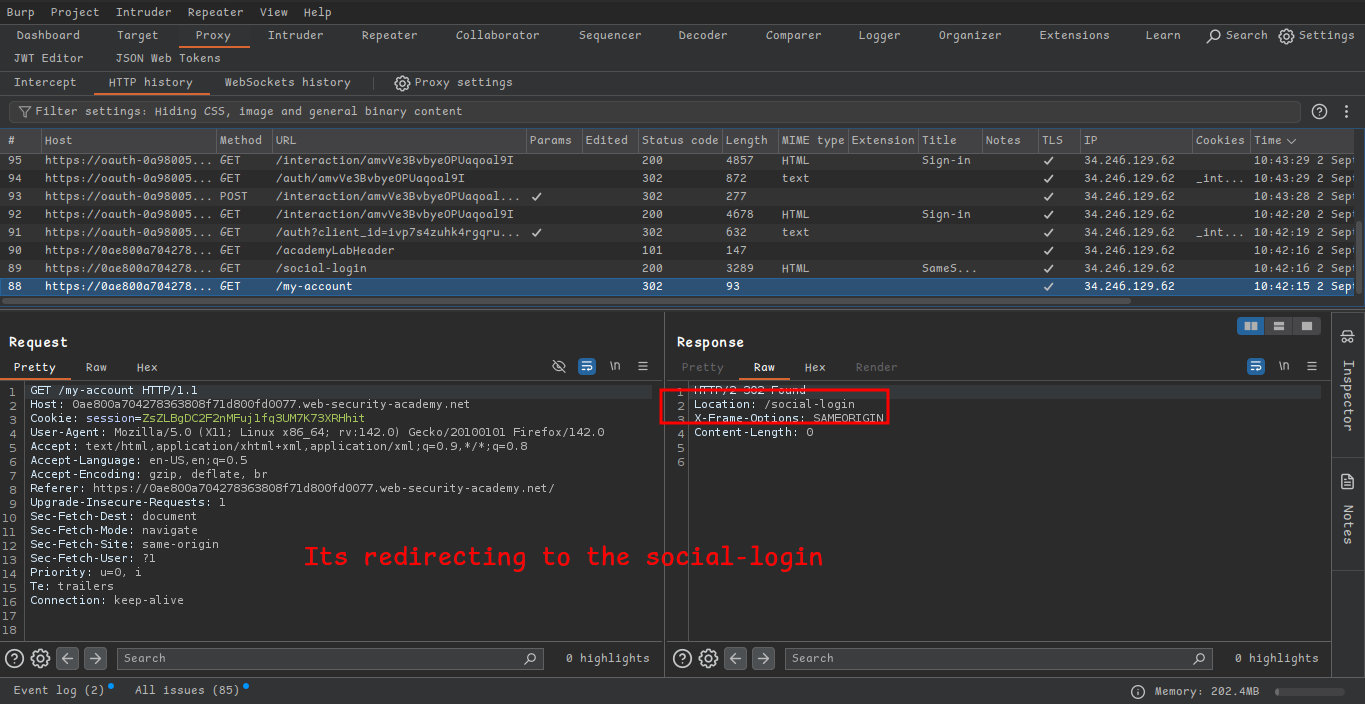 Burp Project Intruder Repeater View Help
Dashboard Target Proxy Intruder Repeater Collaborator Sequencer Decoder Comparer Logger Organizer Extensions Learn Search Settings
JWT Editor JSON Web Tokens
Intercept HTTP history WebSockets history Proxy settings
Filter settings: Hiding CSS, image and general binary content
# Host Method URL Params Edited Status code Length MIME type Extension Title Notes TLS IP Cookies Time
95 https://oauth-0a98005... GET /interaction/amvVe3BvbyeOPUaqoal9I 200 4857 HTML Sign-in ✓ 34.246.129.62 10:43:29 2 Sept
94 https://oauth-0a98005... GET /auth/amvVe3BvbyeOPUaqoal9I 302 872 text ✓ 34.246.129.62 _int... 10:43:29 2 Sept
93 https://oauth-0a98005... POST /interaction/amvVe3BvbyeOPUaqoal... ✓ 302 277 ✓ 34.246.129.62 10:43:28 2 Sept
92 https://oauth-0a98005... GET /interaction/amvVe3BvbyeOPUaqoal9I 200 4678 HTML Sign-in ✓ 34.246.129.62 10:42:20 2 Sept
91 https://oauth-0a98005... GET /auth?client_id=ivp7s4zuhk4rgqru... ✓ 302 632 text ✓ 34.246.129.62 _int... 10:42:19 2 Sept
90 https://0ae800a704278... GET /academyLabHeader 101 147 ✓ 34.246.129.62 10:42:16 2 Sept
89 https://0ae800a704278... GET /social-login 200 3289 HTML SameS... ✓ 34.246.129.62 10:42:16 2 Sept
88 https://0ae800a704278... GET /my-account 302 93 ✓ 34.246.129.62 10:42:15 2 Sept
Request
Pretty Raw Hex \n
1 GET /my-account HTTP/1.1
2 Host: 0ae800a704278363808f71d800fd0077.web-security-academy.net
3 Cookie: session=ZsZLBgDC2F2nMFujlfq3UM7K73XRHhit
4 User-Agent: Mozilla/5.0 (X11; Linux x86_64; rv:142.0) Gecko/20100101 Firefox/142.0
5 Accept: text/html,application/xhtml+xml,application/xml;q=0.9,*/*;q=0.8
6 Accept-Language: en-US,en;q=0.5
7 Accept-Encoding: gzip, deflate, br
8 Referer: https://0ae800a704278363808f71d800fd0077.web-security-academy.net/
9 Upgrade-Insecure-Requests: 1
10 Sec-Fetch-Dest: document
11 Sec-Fetch-Mode: navigate
12 Sec-Fetch-Site: same-origin
13 Sec-Fetch-User: ?1
14 Priority: u=0, i
15 Te: trailers
16 Connection: keep-alive
17
18
Response
Pretty Raw Hex Render \n
1 HTTP/2 302 Found
2 Location: /social-login
3 X-Frame-Options: SAMEORIGIN
4 Content-Length: 0
5
6
Its redirecting to the social-login
Inspector
Notes
Search 0 highlights
Search 0 highlights
Event log (2) All issues (85) Memory: 202.4MB